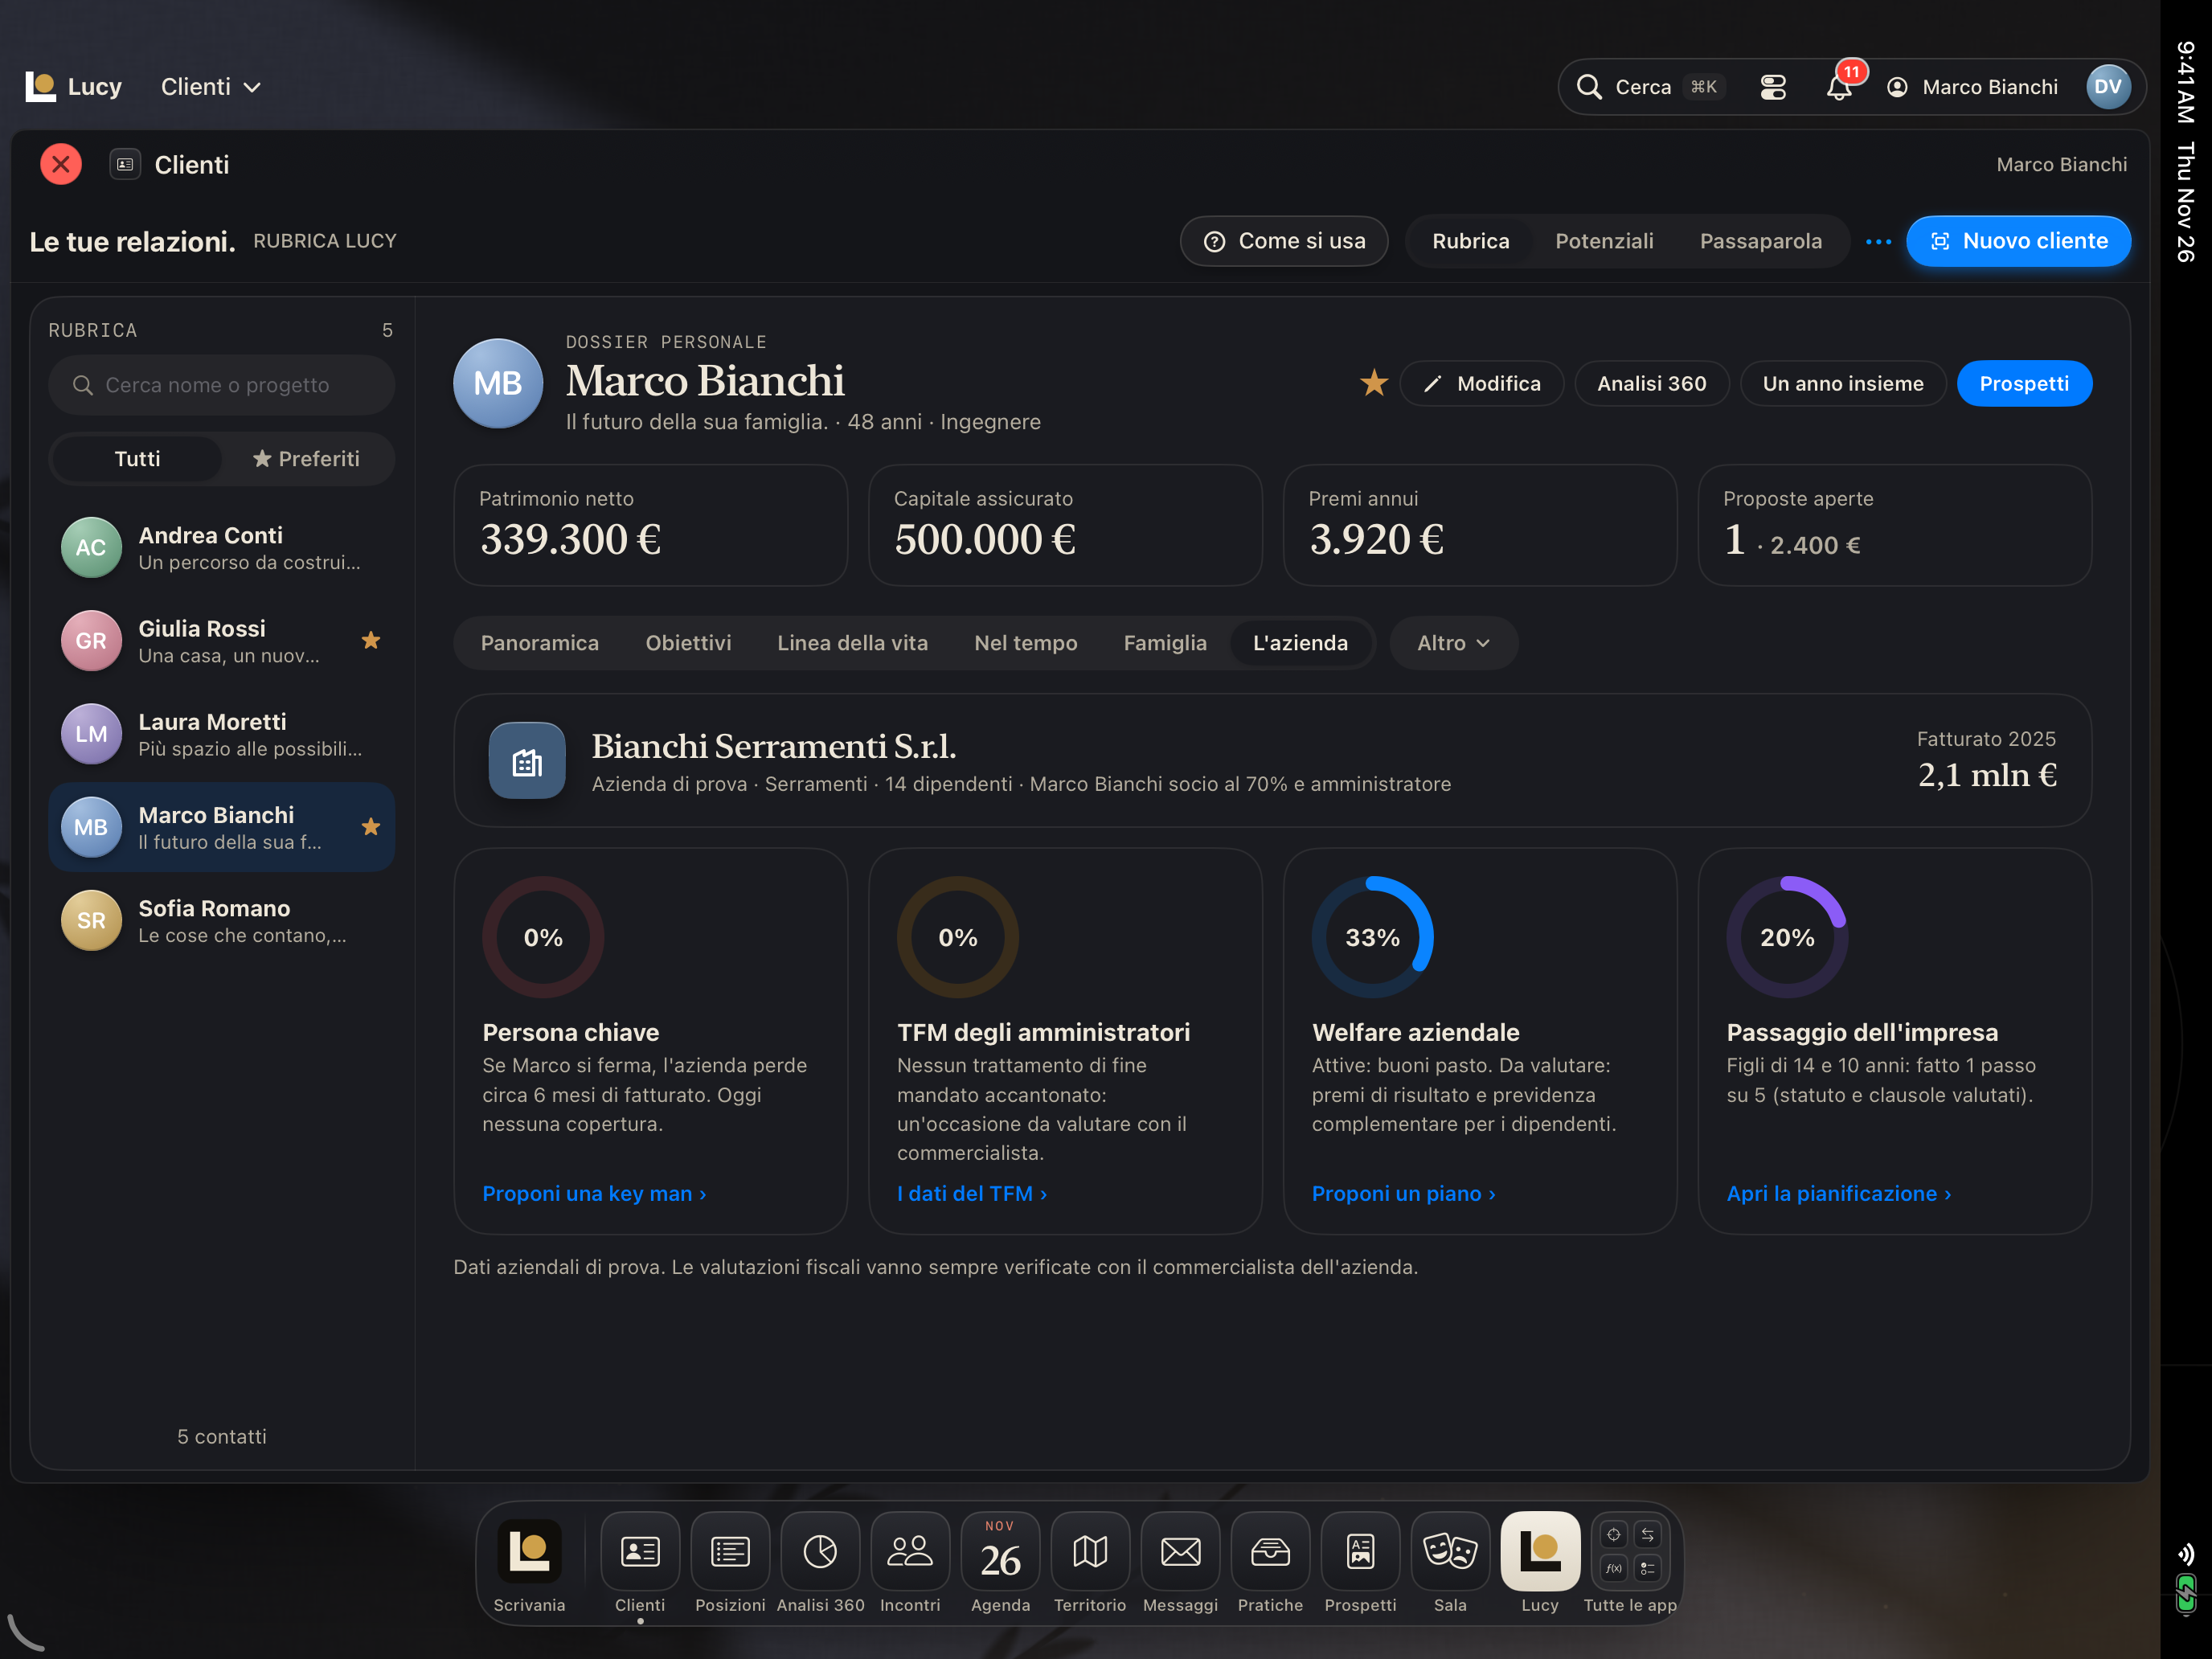 Lucy
Clienti
Cerca ⌘K
11
Marco Bianchi
DV
9:41 AM Thu Nov 26
Clienti
Marco Bianchi
Le tue relazioni.
RUBRICA LUCY
Come si usa
Rubrica
Potenziali
Passaparola
Nuovo cliente
RUBRICA
5
Cerca nome o progetto
Tutti
Preferiti
AC
Andrea Conti
Un percorso da costrui...
GR
Giulia Rossi
Una casa, un nuov...
LM
Laura Moretti
Più spazio alle possibili...
MB
Marco Bianchi
Il futuro della sua f...
SR
Sofia Romano
Le cose che contano,...
5 contatti
MB
DOSSIER PERSONALE
Marco Bianchi
Il futuro della sua famiglia. · 48 anni · Ingegnere
Modifica
Analisi 360
Un anno insieme
Prospetti
Patrimonio netto
339.300 €
Capitale assicurato
500.000 €
Premi annui
3.920 €
Proposte aperte
1 · 2.400 €
Panoramica
Obiettivi
Linea della vita
Nel tempo
Famiglia
L'azienda
Altro
Bianchi Serramenti S.r.l.
Azienda di prova · Serramenti · 14 dipendenti · Marco Bianchi socio al 70% e amministratore
Fatturato 2025
2,1 mln €
0%
Persona chiave
Se Marco si ferma, l'azienda perde
circa 6 mesi di fatturato. Oggi
nessuna copertura.
Proponi una key man ›
0%
TFM degli amministratori
Nessun trattamento di fine
mandato accantonato:
un'occasione da valutare con il
commercialista.
I dati del TFM ›
33%
Welfare aziendale
Attive: buoni pasto. Da valutare:
premi di risultato e previdenza
complementare per i dipendenti.
Proponi un piano ›
20%
Passaggio dell'impresa
Figli di 14 e 10 anni: fatto 1 passo
su 5 (statuto e clausole valutati).
Apri la pianificazione ›
Dati aziendali di prova. Le valutazioni fiscali vanno sempre verificate con il commercialista dell'azienda.
Scrivania
Clienti
Posizioni
Analisi 360
Incontri
NOV
26
Agenda
Territorio
Messaggi
Pratiche
Prospetti
Sala
Lucy
f(x)
Tutte le app